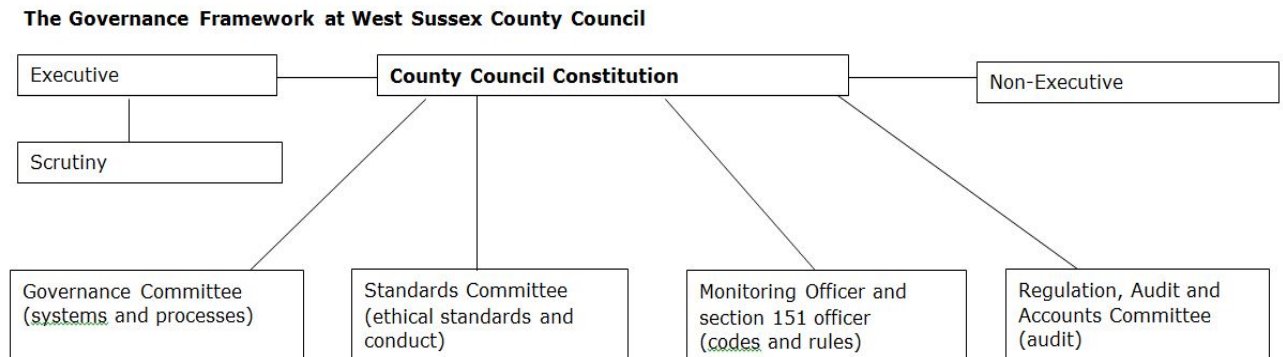 The Governance Framework at West Sussex County Council
Executive
County Council Constitution
Non-Executive
Scrutiny
Governance Committee
(systems and processes)
Standards Committee
(ethical standards and
conduct)
Monitoring Officer and
section 151 officer
(codes and rules)
Regulation, Audit and
Accounts Committee
(audit)